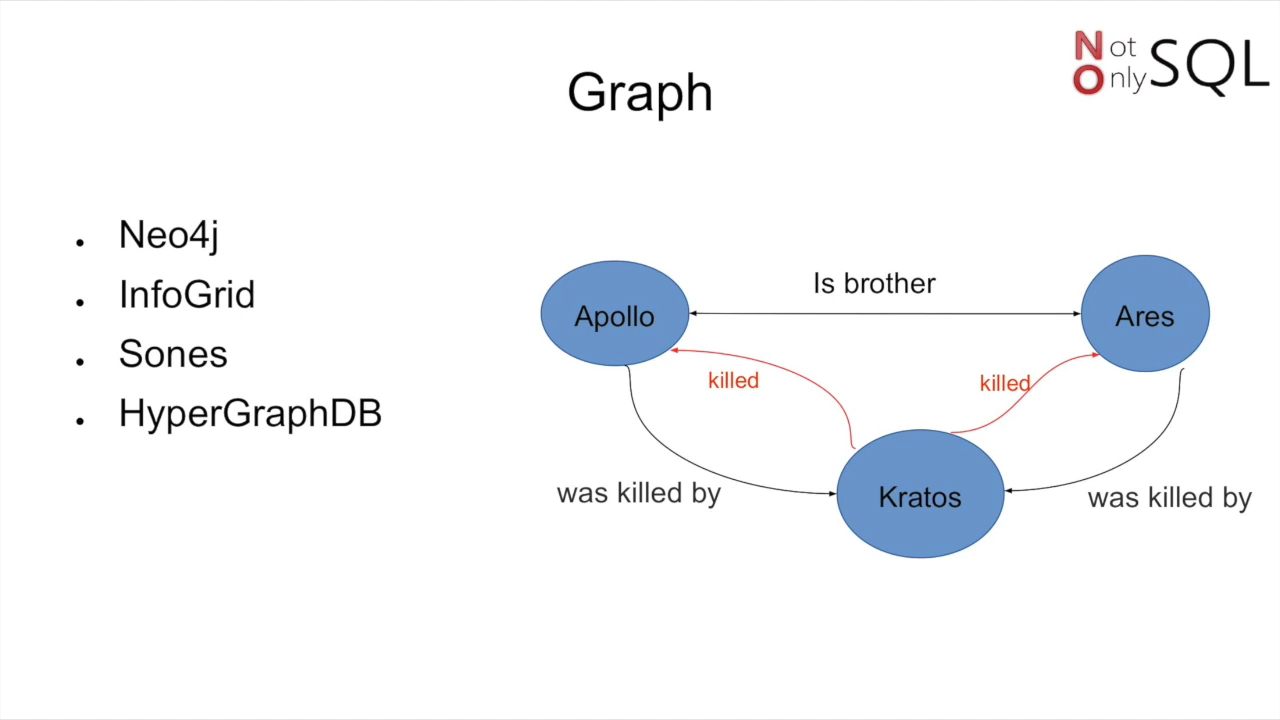 Not
Only SQL
Graph
. Neo4j
. InfoGrid
. Sones
. HyperGraphDB
Is brother
Apollo
Ares
killed
killed
was killed by
Kratos
was killed by